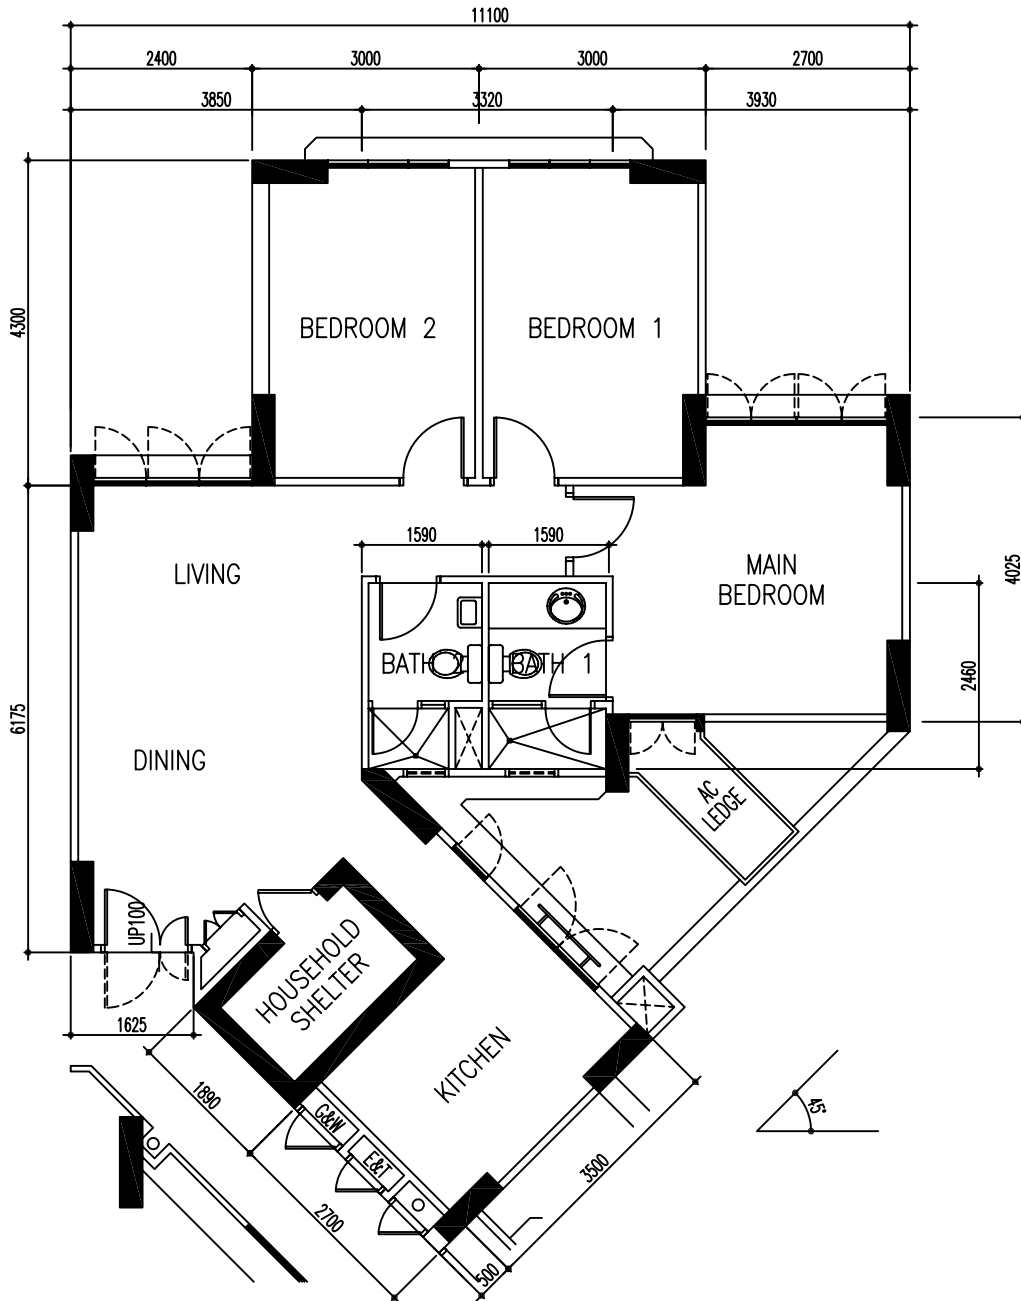 11100
2400
3000
3000
2700
3850
3320
3930
4300
BEDROOM 2
BEDROOM 1
1590
1590
LIVING
MAIN
BEDROOM
4025
2460
BATH
BATH 1
6175
DINING
AC
LEDGE
UP100
HOUSEHOLD
SHELTER
1625
KITCHEN
1890
G&W
E&T
45°
3500
2700
500